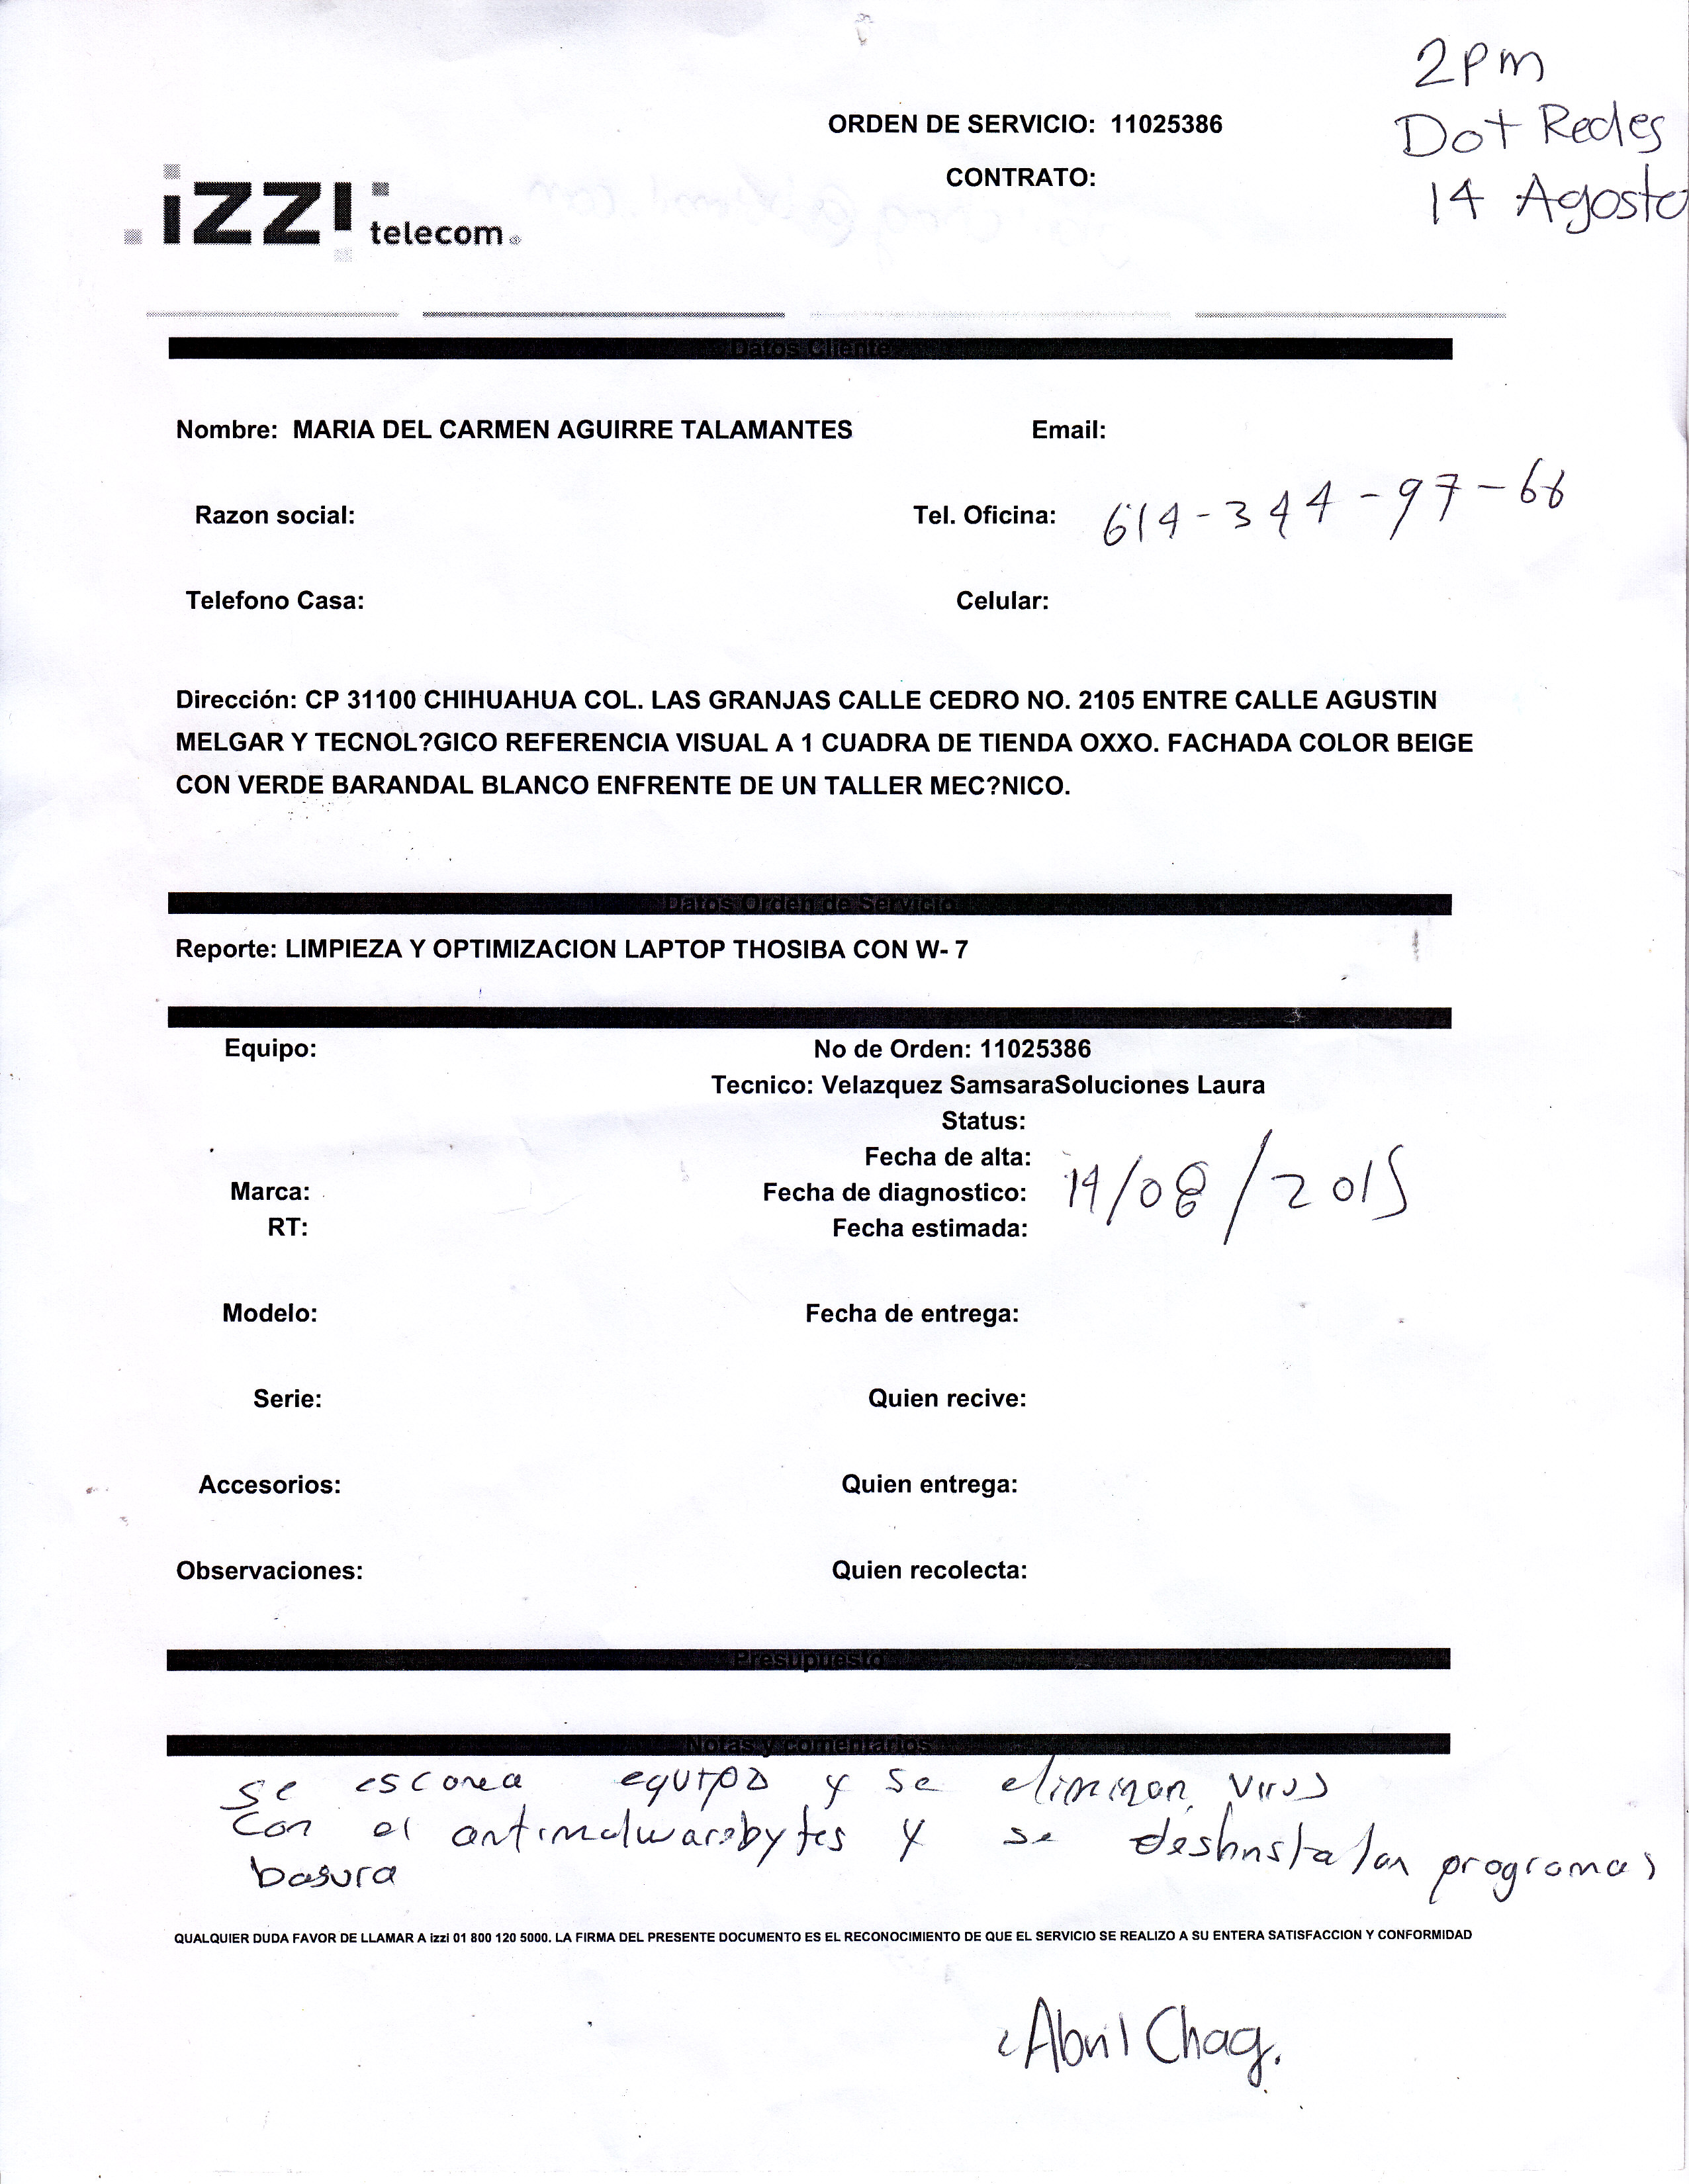 2pm
Dot Redes
14 Agosto
ORDEN DE SERVICIO: 11025386
CONTRATO:
izzi telecom
Datos Cliente
Nombre: MARIA DEL CARMEN AGUIRRE TALAMANTES Email:
Razon social: Tel. Oficina: 614-344-97-66
Telefono Casa: Celular:
Dirección: CP 31100 CHIHUAHUA COL. LAS GRANJAS CALLE CEDRO NO. 2105 ENTRE CALLE AGUSTIN
MELGAR Y TECNOL?GICO REFERENCIA VISUAL A 1 CUADRA DE TIENDA OXXO. FACHADA COLOR BEIGE
CON VERDE BARANDAL BLANCO ENFRENTE DE UN TALLER MEC?NICO.
Datos Orden de Servicio
Reporte: LIMPIEZA Y OPTIMIZACION LAPTOP THOSIBA CON W- 7
Equipo: No de Orden: 11025386
Tecnico: Velazquez SamsaraSoluciones Laura
Status:
Fecha de alta:
Marca: Fecha de diagnostico: 14/08/2015
RT: Fecha estimada:
Modelo: Fecha de entrega:
Serie: Quien recive:
Accesorios: Quien entrega:
Observaciones: Quien recolecta:
Presupuesto
Notas y comentarios
se escanea equipo y se eliminan virus
con el antimalwarebytes y se desinstalan programas
basura
QUALQUIER DUDA FAVOR DE LLAMAR A izzi 01 800 120 5000. LA FIRMA DEL PRESENTE DOCUMENTO ES EL RECONOCIMIENTO DE QUE EL SERVICIO SE REALIZO A SU ENTERA SATISFACCION Y CONFORMIDAD
Abril Chag.